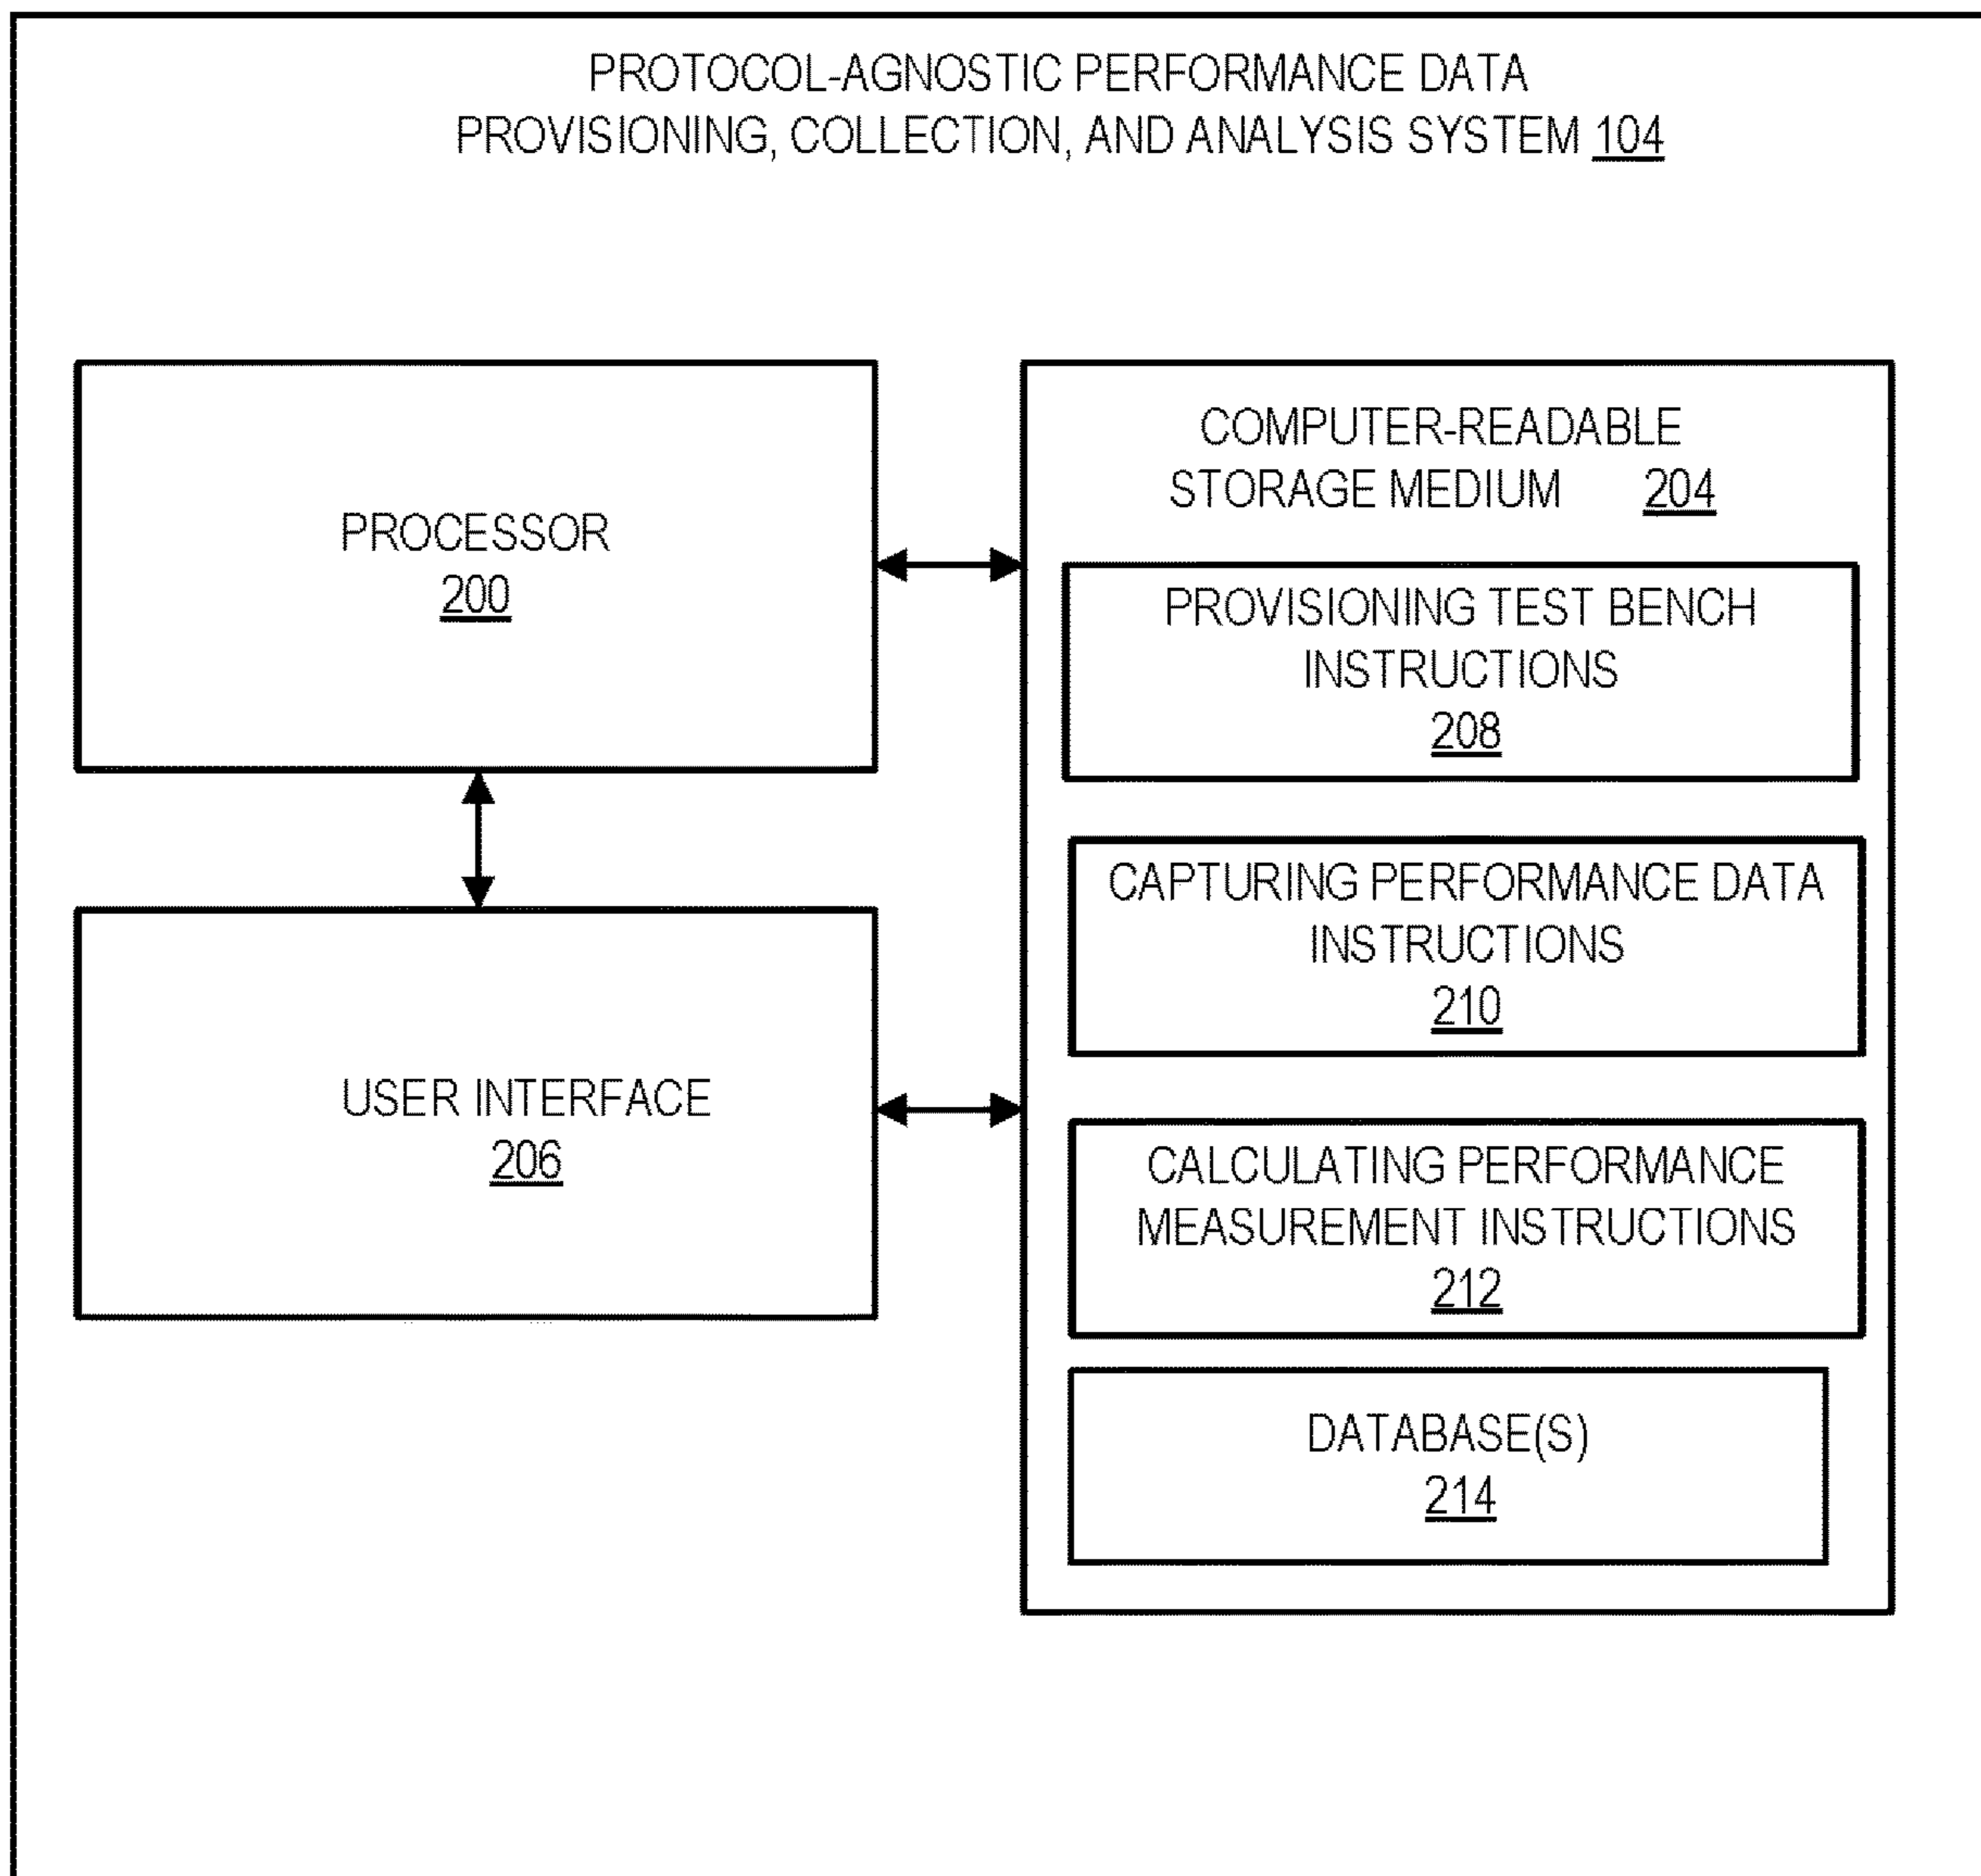 PROTOCOL-AGNOSTIC PERFORMANCE DATA
PROVISIONING, COLLECTION, AND ANALYSIS SYSTEM 104
PROCESSOR
200
USER INTERFACE
206
COMPUTER-READABLE
STORAGE MEDIUM 204
PROVISIONING TEST BENCH
INSTRUCTIONS
208
CAPTURING PERFORMANCE DATA
INSTRUCTIONS
210
CALCULATING PERFORMANCE
MEASUREMENT INSTRUCTIONS
212
DATABASE(S)
214